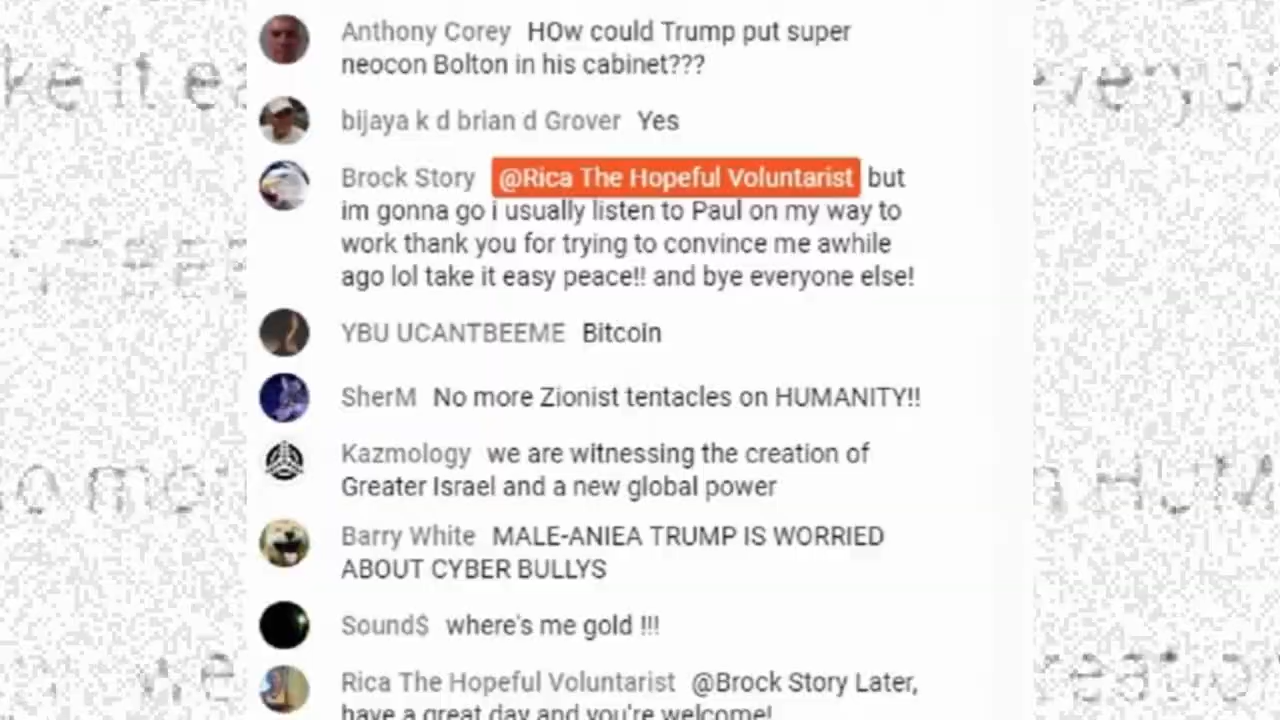 Anthony Corey HOw could Trump put super
neocon Bolton in his cabinet???
bijaya k d brian d Grover Yes
Brock Story @Rica The Hopeful Voluntarist but
im gonna go i usually listen to Paul on my way to
work thank you for trying to convince me awhile
ago lol take it easy peace!! and bye everyone else!
YBU UCANTBEEME Bitcoin
SherM No more Zionist tentacles on HUMANITY!!
Kazmology we are witnessing the creation of
Greater Israel and a new global power
Barry White MALE-ANIEA TRUMP IS WORRIED
ABOUT CYBER BULLYS
Sound$ where's me gold !!!
Rica The Hopeful Voluntarist @Brock Story Later,
have a great day and you're welcome!